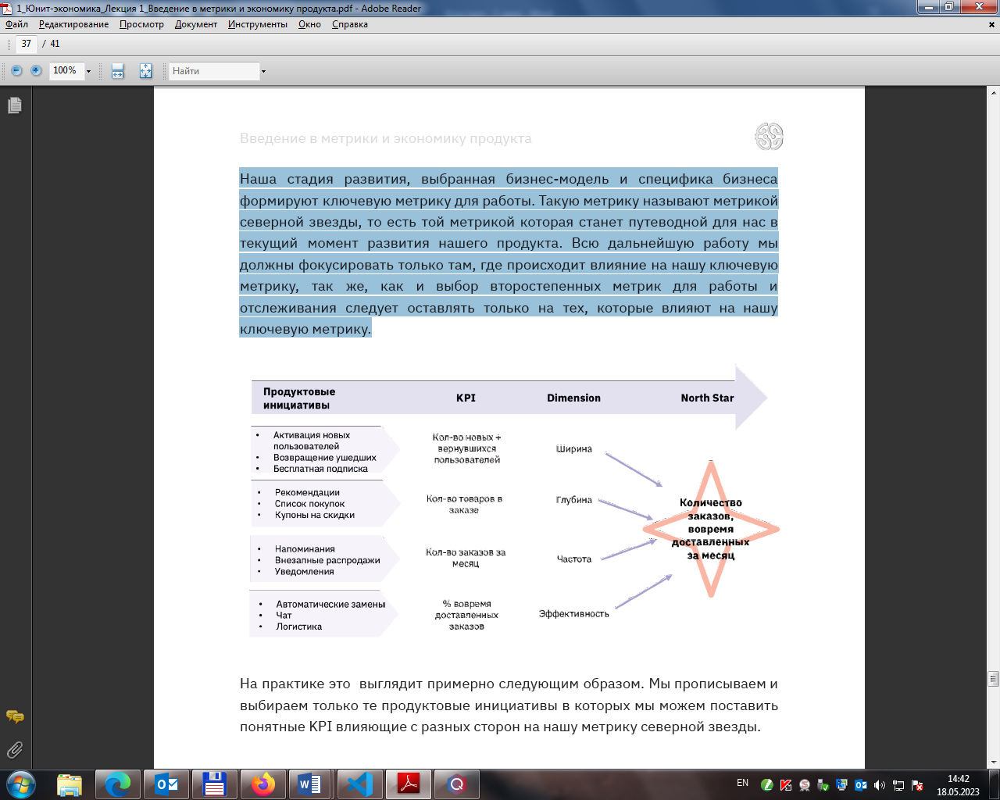 1_Юнит-экономика_Лекция 1_Введение в метрики и экономику продукта.pdf - Adobe Reader
Файл Редактирование Просмотр Документ Инструменты Окно Справка
37 / 41
100% Найти
Введение в метрики и экономику продукта
Наша стадия развития, выбранная бизнес-модель и специфика бизнеса
формируют ключевую метрику для работы. Такую метрику называют метрикой
северной звезды, то есть той метрикой которая станет путеводной для нас в
текущий момент развития нашего продукта. Всю дальнейшую работу мы
должны фокусировать только там, где происходит влияние на нашу ключевую
метрику, так же, как и выбор второстепенных метрик для работы и
отслеживания следует оставлять только на тех, которые влияют на нашу
ключевую метрику.
Продуктовые
инициативы
KPI
Dimension
North Star
• Активация новых
пользователей
• Возвращение ушедших
• Бесплатная подписка
Кол-во новых +
вернувшихся
пользователей
Ширина
• Рекомендации
• Список покупок
• Купоны на скидки
Кол-во товаров в
заказе
Глубина
• Напоминания
• Внезапные распродажи
• Уведомления
Кол-во заказов за
месяц
Частота
• Автоматические замены
• Чат
• Логистика
% вовремя
доставленных
заказов
Эффективность
Количество
заказов,
вовремя
доставленных
за месяц
На практике это  выглядит примерно следующим образом. Мы прописываем и
выбираем только те продуктовые инициативы в которых мы можем поставить
понятные KPI влияющие с разных сторон на нашу метрику северной звезды.
EN
14:42
18.05.2023